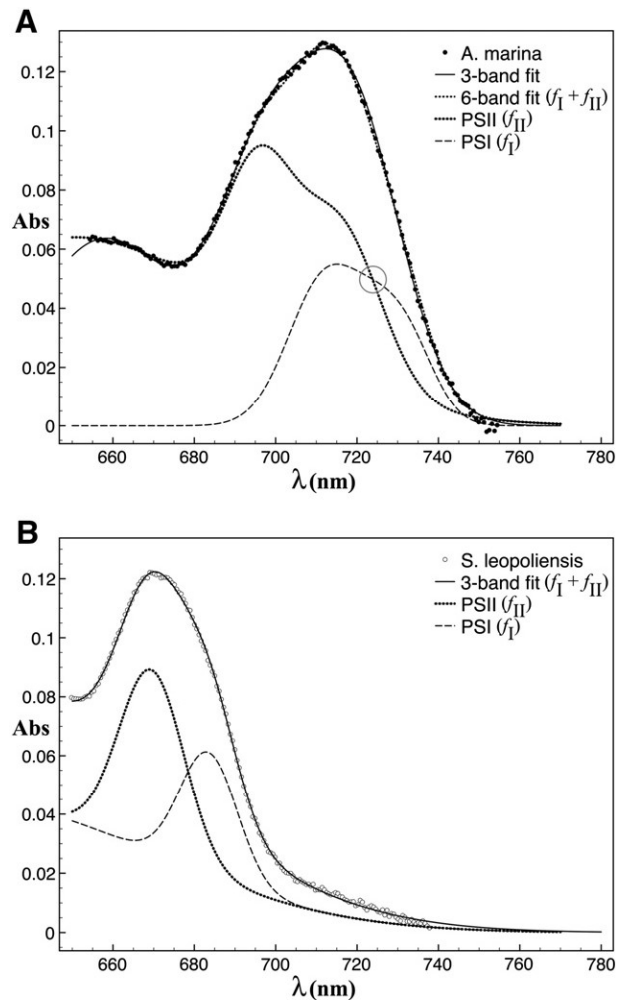 A
0.12
0.1
0.08
Abs
0.06
0.04
0.02
0
A. marina
3-band fit
6-band fit (fI + fII)
PSII (fII)
PSI (fI)
660 680 700 720 740 760 780
λ (nm)
B
0.12
0.1
0.08
Abs
0.06
0.04
0.02
0
S. leopoliensis
3-band fit (fI + fII)
PSII (fII)
PSI (fI)
660 680 700 720 740 760 780
λ (nm)